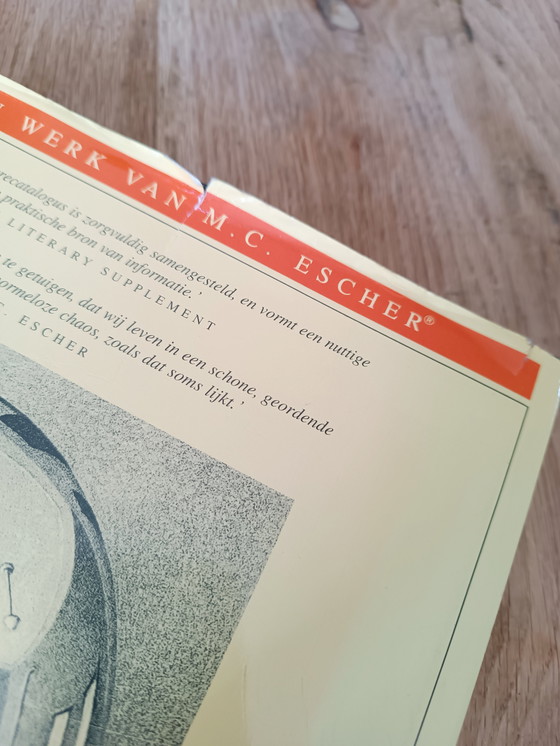 WERK VAN M.C. ESCHER®
recatalogus is zorgvuldig samengesteld, en vormt een nuttige
praktische bron van informatie.'
LITERARY SUPPLEMENT
te getuigen, dat wij leven in een schone, geordende
ormeloze chaos, zoals dat soms lijkt.'
C. ESCHER